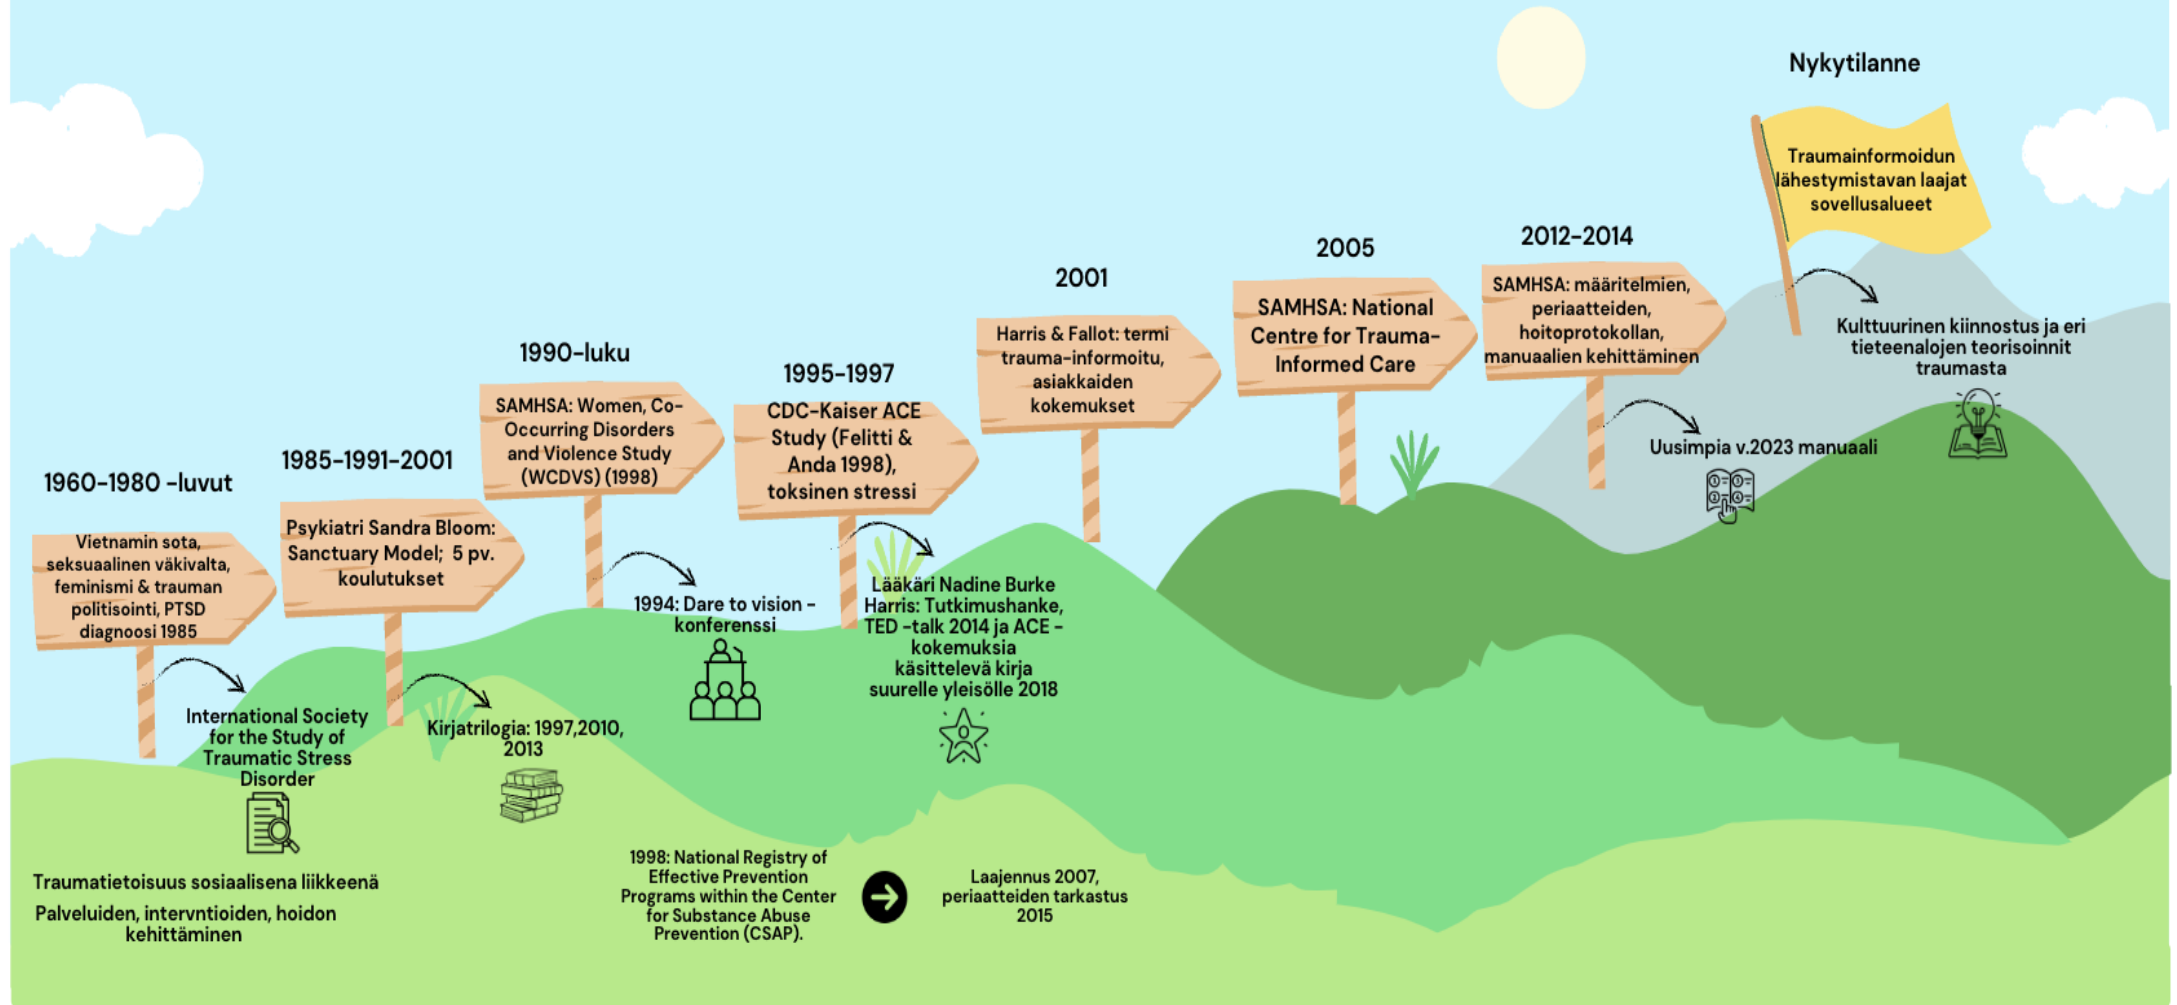 1960-1980 -luvut
Vietnamin sota,
seksuaalinen väkivalta,
feminismi & trauman
politisointi, PTSD
diagnoosi 1985
International Society
for the Study of
Traumatic Stress
Disorder
Traumatietoisuus sosiaalisena liikkeenä
Palveluiden, intervntioiden, hoidon
kehittäminen
1985-1991-2001
Psykiatri Sandra Bloom:
Sanctuary Model; 5 pv.
koulutukset
Kirjatrilogia: 1997,2010,
2013
1990-luku
SAMHSA: Women, Co-
Occurring Disorders
and Violence Study
(WCDVS) (1998)
1994: Dare to vision -
konferenssi
1998: National Registry of
Effective Prevention
Programs within the Center
for Substance Abuse
Prevention (CSAP).
Laajennus 2007,
periaatteiden tarkastus
2015
1995-1997
CDC-Kaiser ACE
Study (Felitti &
Anda 1998),
toksinen stressi
Lääkäri Nadine Burke
Harris: Tutkimushanke,
TED -talk 2014 ja ACE -
kokemuksia
käsittelevä kirja
suurelle yleisölle 2018
2001
Harris & Fallot: termi
trauma-informoitu,
asiakkaiden
kokemukset
2005
SAMHSA: National
Centre for Trauma-
Informed Care
2012-2014
SAMHSA: määritelmien,
periaatteiden,
hoitoprotokollan,
manuaalien kehittäminen
Uusimpia v.2023 manuaali
Nykytilanne
Traumainformoidun
lähestymistavan laajat
sovellusalueet
Kulttuurinen kiinnostus ja eri
tieteenalojen teorisoinnit
traumasta